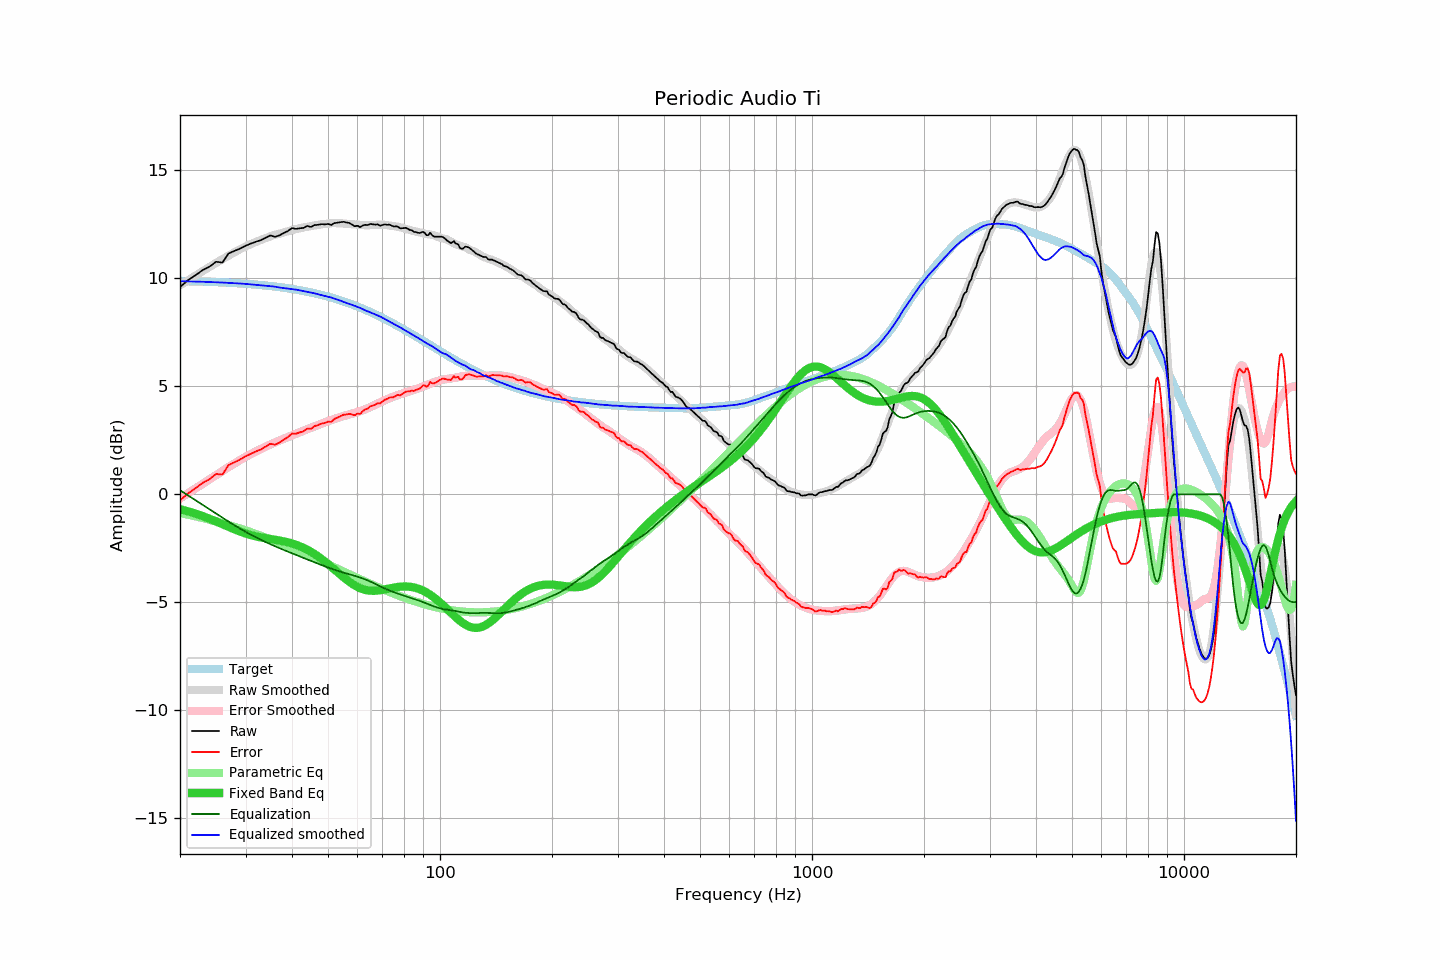 Periodic Audio Ti
Amplitude (dBr)
15
10
5
0
−5
−10
−15
Target
Raw Smoothed
Error Smoothed
Raw
Error
Parametric Eq
Fixed Band Eq
Equalization
Equalized smoothed
100 1000 10000
Frequency (Hz)